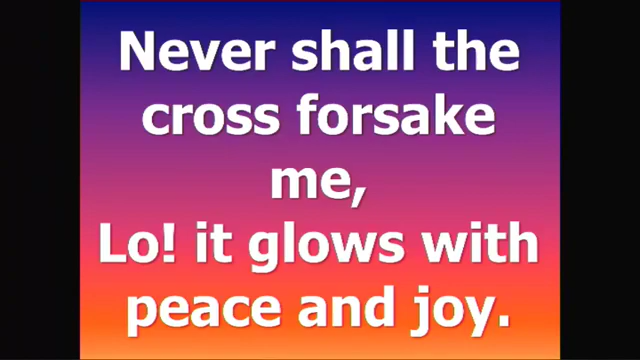 Never shall the
cross forsake
me,
Lo! it glows with
peace and joy.